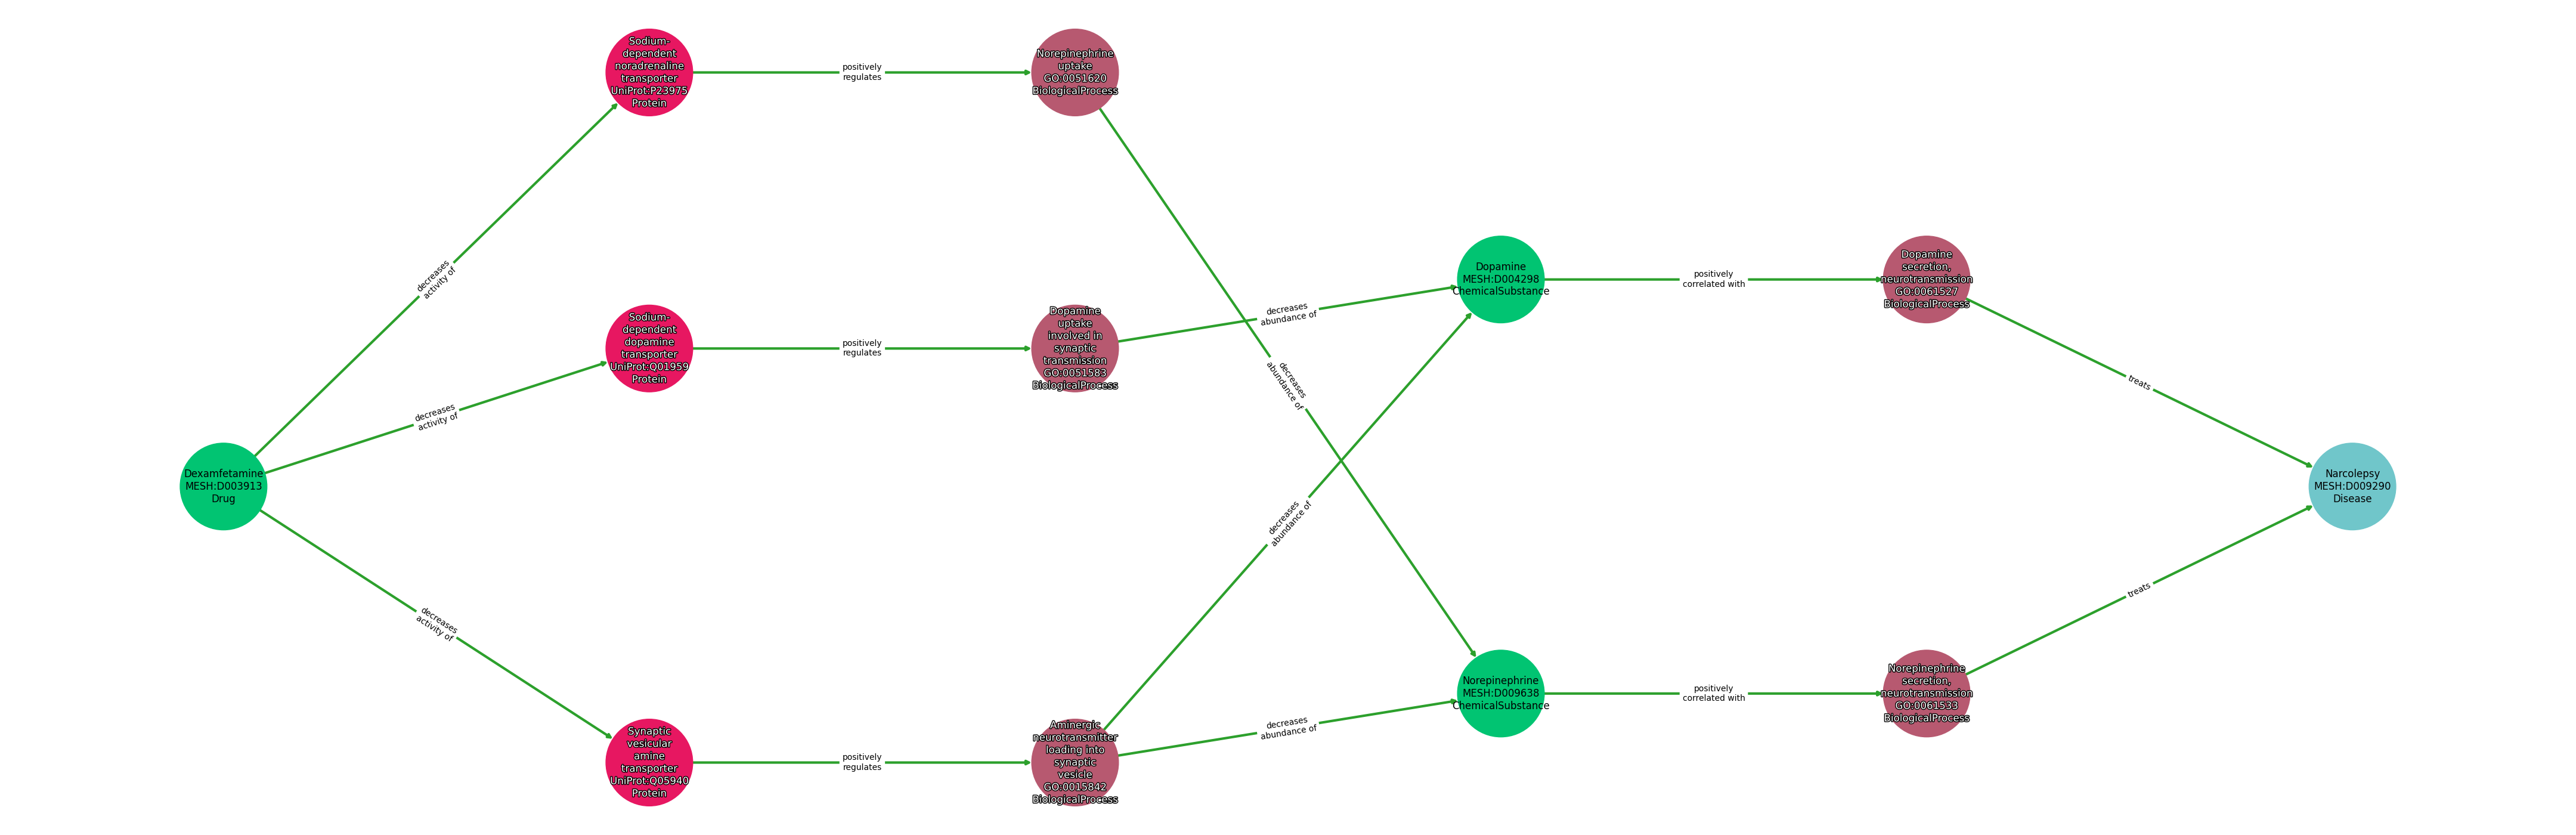 Sodium-
dependent
noradrenaline
transporter
UniProt:P23975
Protein
positively
regulates
Norepinephrine
uptake
GO:0051620
BiologicalProcess
decreases
activity of
Sodium-
dependent
dopamine
transporter
UniProt:Q01959
Protein
positively
regulates
Dopamine
uptake
involved in
synaptic
transmission
GO:0051583
BiologicalProcess
decreases
abundance of
Dopamine
MESH:D004298
ChemicalSubstance
positively
correlated with
Dopamine
secretion,
neurotransmission
GO:0061527
BiologicalProcess
treats
decreases
activity of
decreases
abundance of
Dexamfetamine
MESH:D003913
Drug
decreases
abundance of
Narcolepsy
MESH:D009290
Disease
decreases
activity of
treats
Synaptic
vesicular
amine
transporter
UniProt:Q05940
Protein
positively
regulates
Aminergic
neurotransmitter
loading into
synaptic
vesicle
GO:0015842
BiologicalProcess
decreases
abundance of
Norepinephrine
MESH:D009638
ChemicalSubstance
positively
correlated with
Norepinephrine
secretion,
neurotransmission
GO:0061533
BiologicalProcess